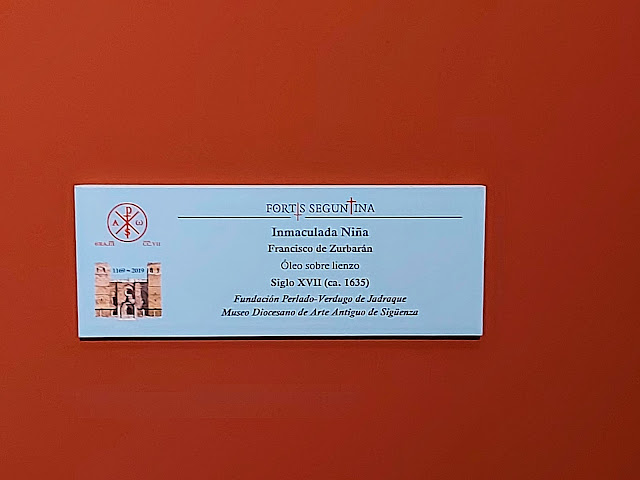 FORTIS SEGUNTINA
Inmaculada Niña
Francisco de Zurbarán
Óleo sobre lienzo
Siglo XVII (ca. 1635)
Fundación Perlado-Verdugo de Jadraque
Museo Diocesano de Arte Antiguo de Sigüenza
1169 ~ 2019